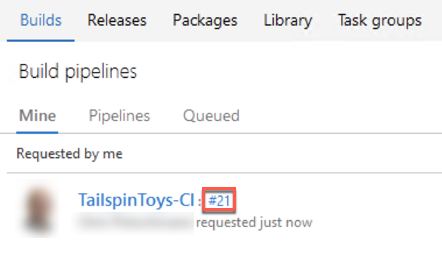 Builds Releases Packages Library Task groups
Build pipelines
Mine Pipelines Queued
Requested by me
TailspinToys-CI : #21
requested just now